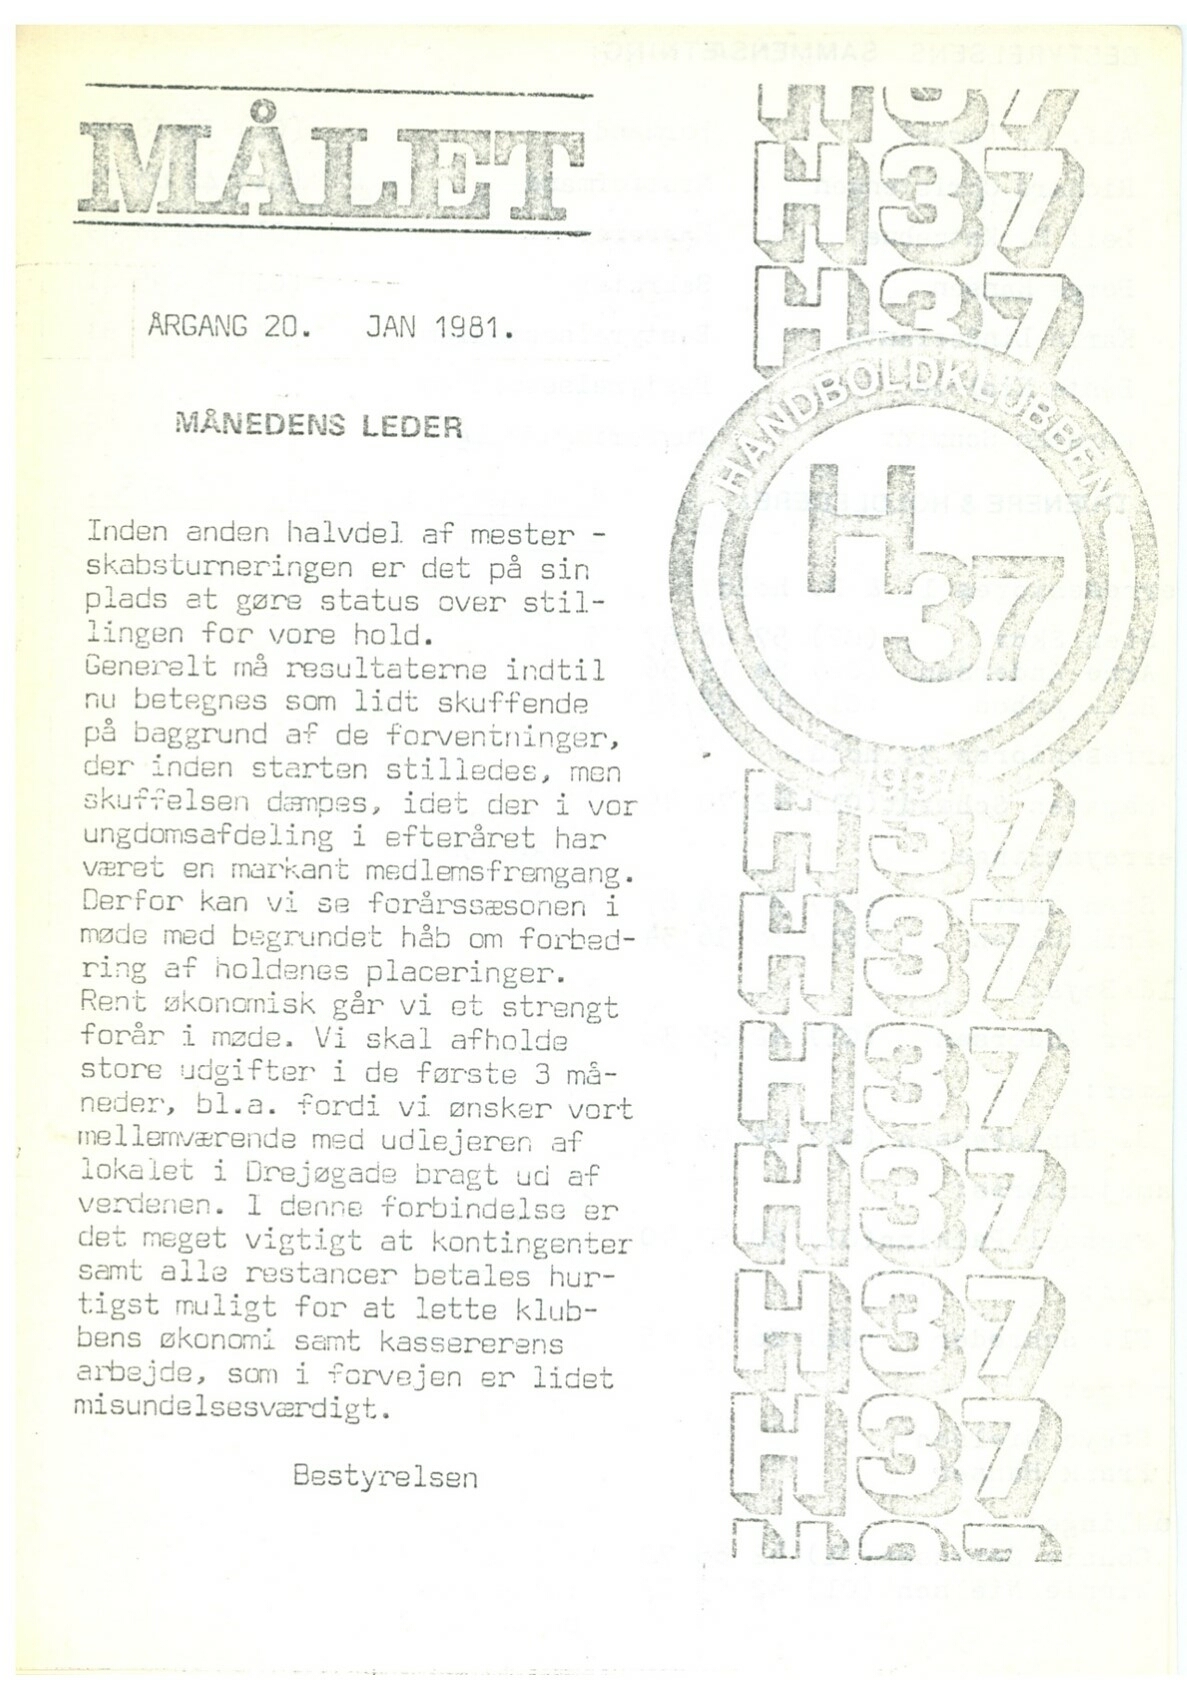 MÅLET
ÅRGANG 20. JAN 1981.
MÅNEDENS LEDER
Inden anden halvdel af mester -
skabsturneringen er det på sin
plads at gøre status over stil-
lingen for vore hold.
Generelt må resultaterne indtil
nu betegnes som lidt skuffende
på baggrund af de forventninger,
der inden starten stilledes, men
skuffelsen dæmpes, idet der i vor
ungdomsafdeling i efteråret har
været en markant medlemsfremgang.
Derfor kan vi se forårssæsonen i
møde med begrundet håb om forbed-
ring af holdenes placeringer.
Rent økonomisk går vi et strengt
forår i møde. Vi skal afholde
store udgifter i de første 3 må-
neder, bl.a. fordi vi ønsker vort
mellemværende med udlejeren af
lokalet i Drejøgade bragt ud af
verdenen. I denne forbindelse er
det meget vigtigt at kontingenter
samt alle restancer betales hur-
tigst muligt for at lette klub-
bens økonomi samt kassererens
arbejde, som i forvejen er lidet
misundelsesværdigt.
Bestyrelsen
H37
H37
H37
HANDBOLDKLUBBEN
H37
1937
H37
H37
H37
H37
H37
H37
H37